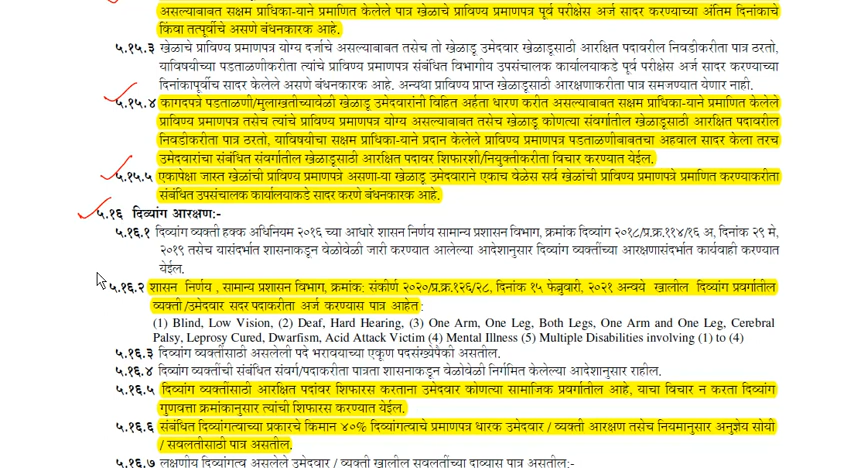 असल्याबाबत सक्षम प्राधिका-याने प्रमाणित केलेले पात्र खेळाचे प्राविण्य प्रमाणपत्र पूर्व परीक्षेस अर्ज सादर करण्याच्या अंतिम दिनांकाचे
किंवा तत्पूर्वीचे असणे बंधनकारक आहे.
५.१५.३ खेळाचे प्राविण्य प्रमाणपत्र योग्य दर्जाचे असल्याबाबत तसेच तो खेळाडू उमेदवार खेळाडूसाठी आरक्षित पदावरील निवडीकरीता पात्र ठरतो,
याविषयीच्या पडताळणीकरीता त्यांचे प्राविण्य प्रमाणपत्र संबंधित विभागीय उपसंचालक कार्यालयाकडे पूर्व परीक्षेस अर्ज सादर करण्याच्या
दिनांकापूर्वीच सादर केलेले असणे बंधनकारक आहे. अन्यथा प्राविण्य प्राप्त खेळाडूसाठी आरक्षणाकरीता पात्र समजण्यात येणार नाही.
५.१५.४ कागदपत्रे पडताळणी/मुलाखतीच्यावेळी खेळाडू उमेदवारांनी विहित अर्हता धारण करीत असल्याबाबत सक्षम प्राधिका-याने प्रमाणित केलेले
प्राविण्य प्रमाणपत्र तसेच त्यांचे प्राविण्य प्रमाणपत्र योग्य असल्याबाबत तसेच खेळाडू कोणत्या संवर्गातील खेळाडूसाठी आरक्षित पदावरील
निवडीकरीता पात्र ठरतो, याविषयीचा सक्षम प्राधिका-याने प्रदान केलेले प्राविण्य प्रमाणपत्र पडताळणीबाबतचा अहवाल सादर केला तरच
उमेदवारांचा संबंधित संवर्गातील खेळाडूसाठी आरक्षित पदावर शिफारशी/नियुक्तीकरीता विचार करण्यात येईल.
५.१५.५ एकापेक्षा जास्त खेळांची प्राविण्य प्रमाणपत्रे असणा-या खेळाडू उमेदवाराने एकाच वेळेस सर्व खेळांची प्राविण्य प्रमाणपत्रे प्रमाणित करण्याकरीता
संबंधित उपसंचालक कार्यालयाकडे सादर करणे बंधनकारक आहे.
५.१६ दिव्यांग आरक्षण:-
५.१६.१ दिव्यांग व्यक्ती हक्क अधिनियम २०१६ च्या आधारे शासन निर्णय सामान्य प्रशासन विभाग, क्रमांक दिव्यांग २०१८/प्र.क्र.११४/१६ अ, दिनांक २९ मे,
२०१९ तसेच यासंदर्भात शासनाकडून वेळोवेळी जारी करण्यात आलेल्या आदेशानुसार दिव्यांग व्यक्तींच्या आरक्षणासंदर्भात कार्यवाही करण्यात
येईल.
५.१६.२ शासन निर्णय , सामान्य प्रशासन विभाग, क्रमांक: संकीर्ण २०२०/प्र.क्र.१२६/२८, दिनांक १५ फेब्रुवारी, २०२१ अन्वये खालील दिव्यांग प्रवर्गातील
व्यक्ती /उमेदवार सदर पदाकरीता अर्ज करण्यास पात्र आहेत :
(1) Blind, Low Vision, (2) Deaf, Hard Hearing, (3) One Arm, One Leg, Both Legs, One Arm and One Leg, Cerebral
Palsy, Leprosy Cured, Dwarfism, Acid Attack Victim (4) Mental Illness (5) Multiple Disabilities involving (1) to (4)
५.१६.३ दिव्यांग व्यक्तींसाठी असलेली पदे भरावयाच्या एकूण पदसंख्येपैकी असतील.
५.१६.४ दिव्यांग व्यक्तींची संबंधित संवर्ग/पदाकरीता पात्रता शासनाकडून वेळोवेळी निर्गमित केलेल्या आदेशानुसार राहील.
५.१६.५ दिव्यांग व्यक्तींसाठी आरक्षित पदांवर शिफारस करताना उमेदवार कोणत्या सामाजिक प्रवर्गातील आहे, याचा विचार न करता दिव्यांग
गुणवत्ता क्रमांकानुसार त्यांची शिफारस करण्यात येईल.
५.१६.६ संबंधित दिव्यांगत्वाच्या प्रकारचे किमान ४०% दिव्यांगत्वाचे प्रमाणपत्र धारक उमेदवार / व्यक्ती आरक्षण तसेच नियमानुसार अनुज्ञेय सोयी
/ सवलतीसाठी पात्र असतील.
५.१६.७ लक्षणीय दिव्यांगत्व असलेले उमेदवार / व्यक्ती खालील सवलतींच्या दाव्यास पात्र असतील:-